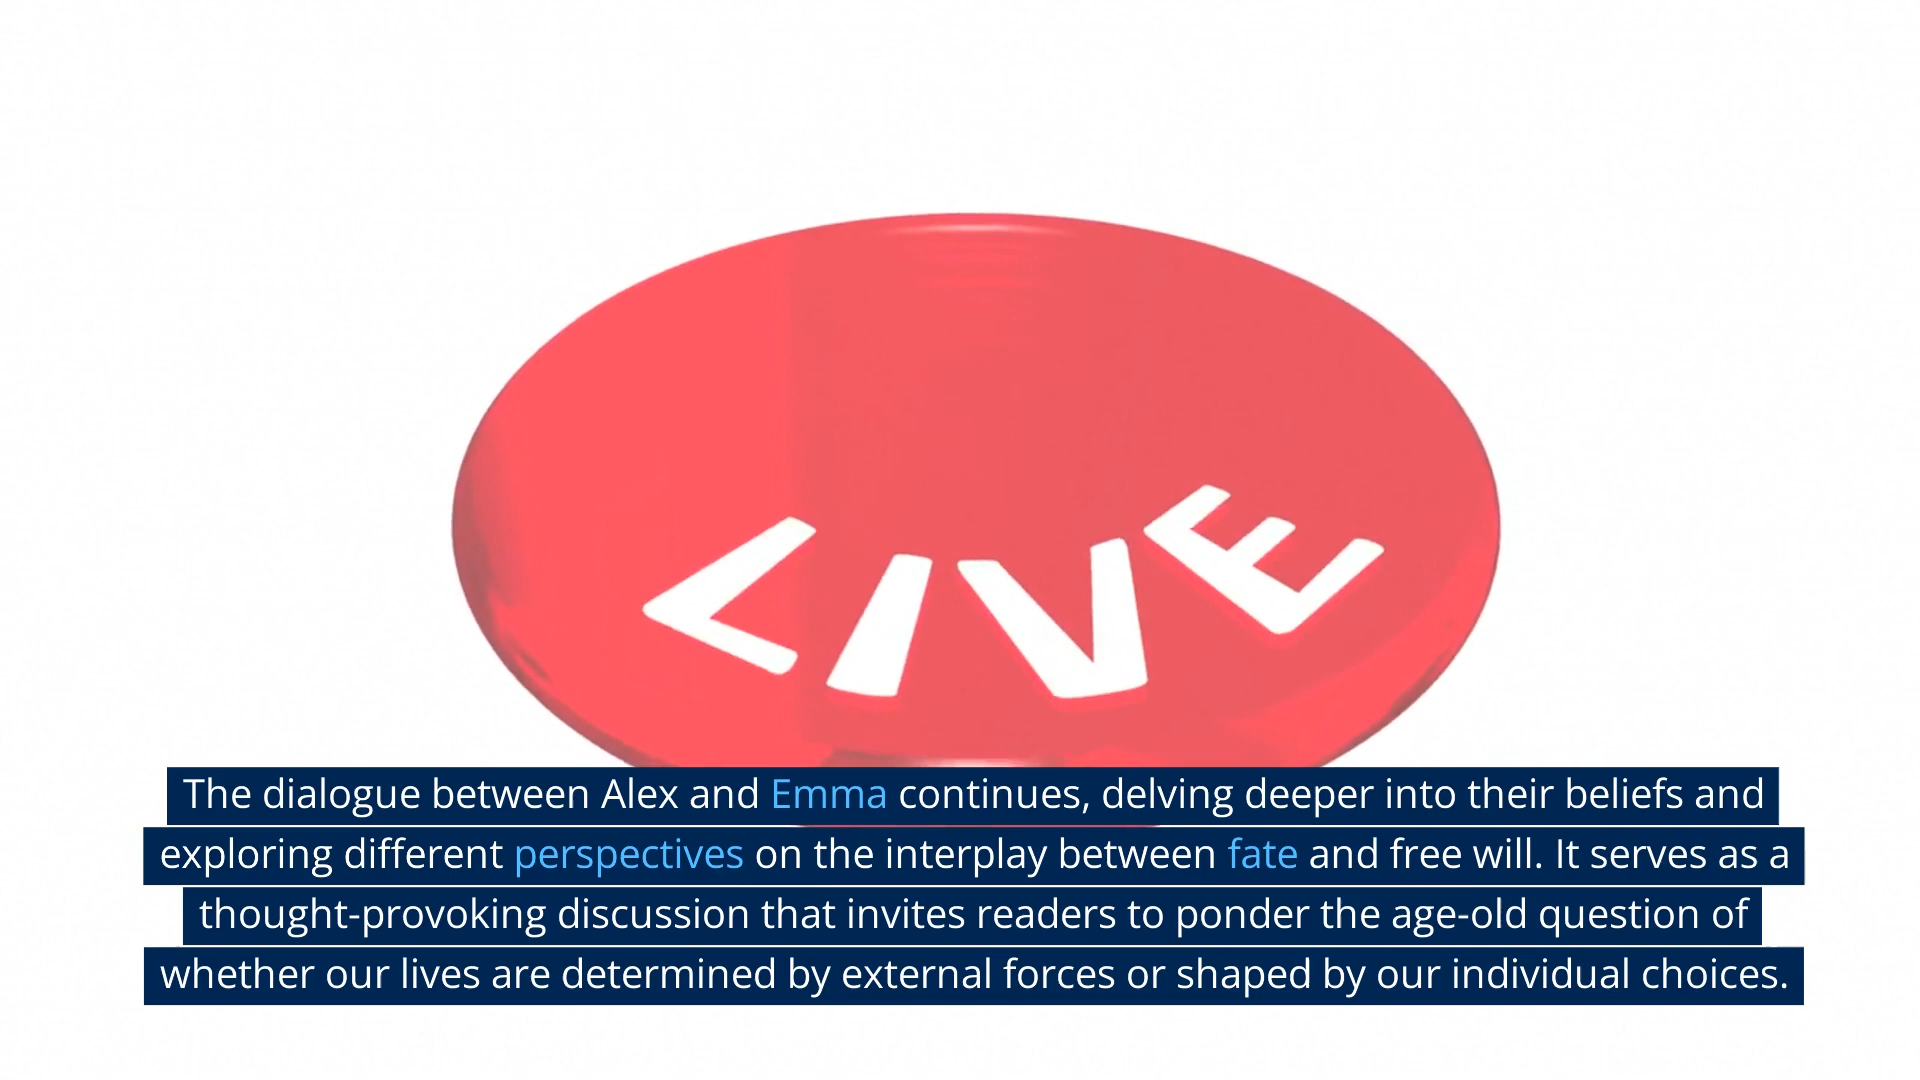 LIVE
The dialogue between Alex and Emma continues, delving deeper into their beliefs and
exploring different perspectives on the interplay between fate and free will. It serves as a
thought-provoking discussion that invites readers to ponder the age-old question of
whether our lives are determined by external forces or shaped by our individual choices.